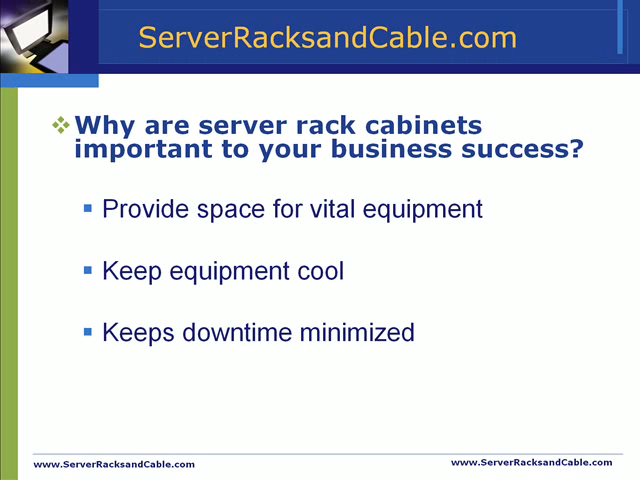 ServerRacksandCable.com
Why are server rack cabinets
important to your business success?
Provide space for vital equipment
Keep equipment cool
Keeps downtime minimized
www.ServerRacksandCable.com
www.ServerRacksandCable.com